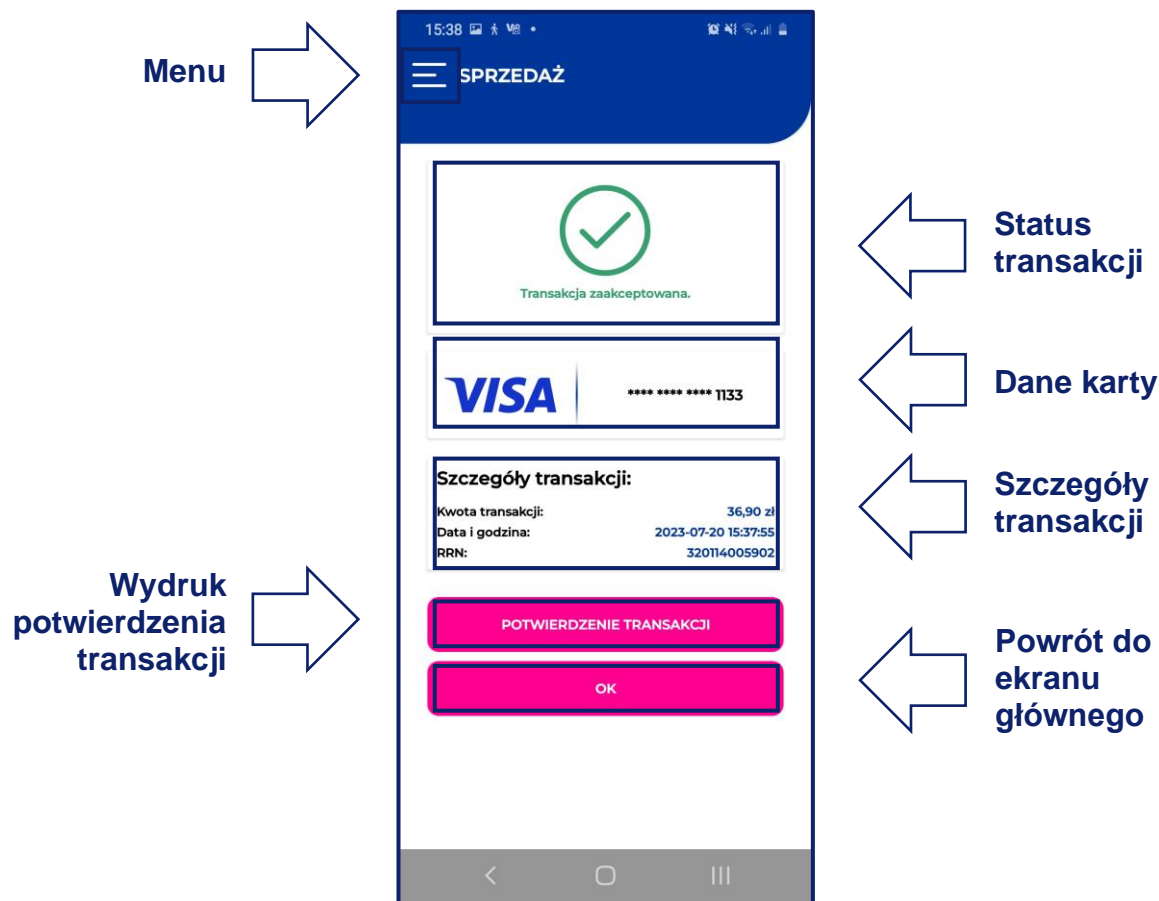 15:38
Menu
SPRZEDAŻ
Transakcja zaakceptowana.
Status
transakcji
VISA
**** **** **** 1133
Dane karty
Szczegóły transakcji:
Kwota transakcji: 36,90 zł
Data i godzina: 2023-07-20 15:37:55
RRN: 320114005902
Szczegóły
transakcji
Wydruk
potwierdzenia
transakcji
POTWIERDZENIE TRANSAKCJI
OK
Powrót do
ekranu
głównego